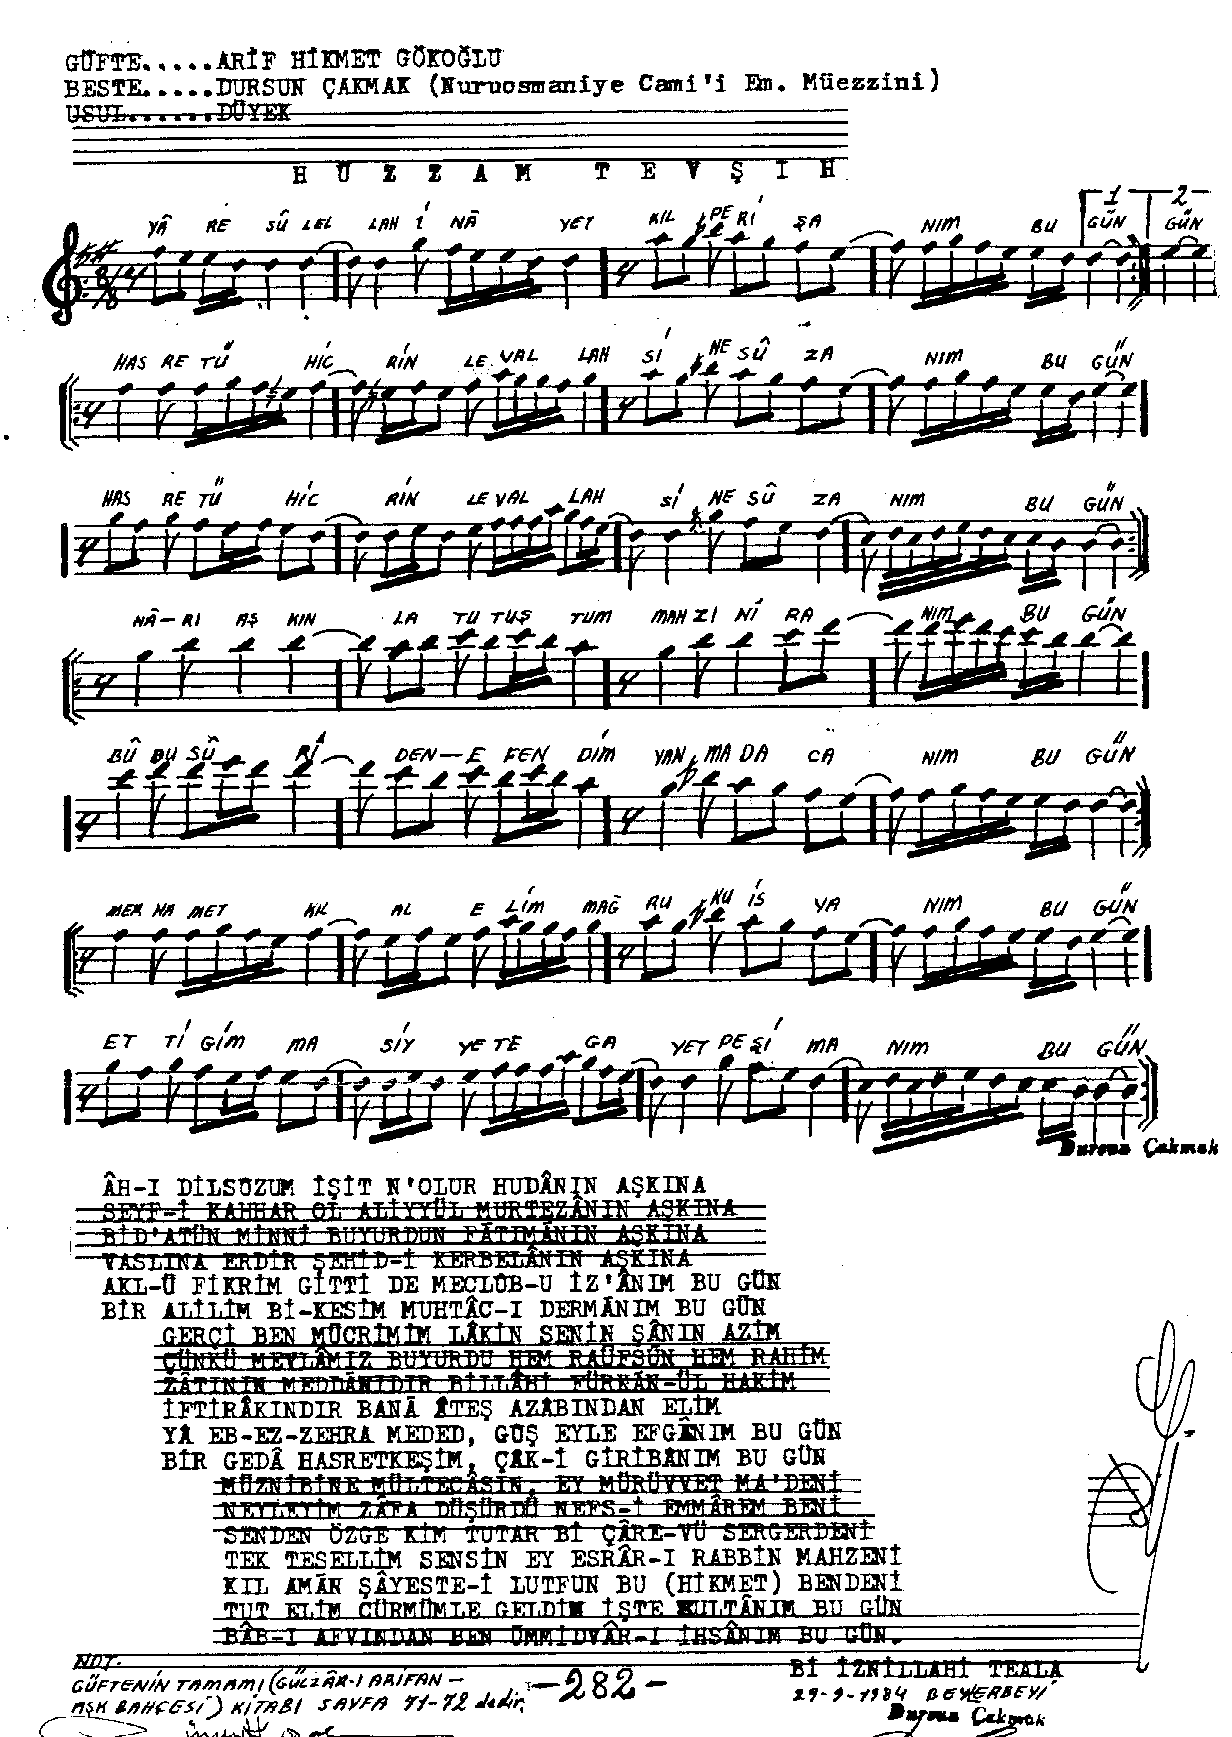 GÜFTE.....ARİF HİKMET GÖKOĞLU
BESTE.....DURSUN ÇAKMAK (Nuruosmaniye Cami'i Em. Müezzini)
USUL......DÜYEK
HÜZZAM TEVŞİH
YÂ RE SÛ LEL LAH İ NÂ YET KIL PE Rİ ŞA NIM BU GÜN GÜN
1 2
HAS RE TÜ HİC RİN LE VAL LAH Sİ NE SÛ ZA NIM BU GÜN
HAS RE TÜ HİC RİN LE VAL LAH Sİ NE SÛ ZA NIM BU GÜN
NÂ-RI AŞ KIN LA TU TUŞ TUM MAH ZI Nİ RA NIM BU GÜN
BÛ BU SÛ Rİ DEN-E FEN DİM YAN MA DA CA NIM BU GÜN
MER HA MET KIL AL E LİM MAĞ RU KU İS YA NIM BU GÜN
ET Tİ GİM MA SİY YE TE GA YET PE Şİ MA NIM BU GÜN
Dursun Çakmak
ÂH-I DİLSÖZUM İŞİT N'OLUR HUDÂNIN AŞKINA
SEYF-İ KAHHAR OL ALİYYÜL MURTEZÂNIN AŞKINA
BİD'ATÜN MİNNİ BUYURDUN FÂTIMÂNIN AŞKINA
VASLINA ERDİR ŞEHİD-İ KERBELÂNIN AŞKINA
AKL-Ü FİKRİM GİTTİ DE MECLÛB-U İZ'ÂNIM BU GÜN
BİR ALİLİM Bİ-KESİM MUHTÂC-I DERMÂNIM BU GÜN
GERÇİ BEN MÜCRİMİM LÂKİN SENİN ŞÂNIN AZİM
ÇÜNKÜ MEVLÂMIZ BUYURDU HEM RAÛFSÜN HEM RAHİM
ZÂTININ MEDDÂHIDIR BİLLÂHİ FÜRKÂN-ÜL HAKİM
İFTİRÂKINDIR BANÂ ÂTEŞ AZÂBINDAN ELİM
YÂ EB-EZ-ZEHRA MEDED, GÛŞ EYLE EFGÂNIM BU GÜN
BİR GEDÂ HASRETKEŞİM, ÇÂK-İ GİRİBÂNIM BU GÜN
MÜZNİBİNE MÜLTECÂSIN, EY MÜRÜVVET MA'DENİ
NEYLEYİM ZÂFA DÜŞÜRDÜ NEFS-İ EMMÂREM BENİ
SENDEN ÖZGE KİM TUTAR Bİ ÇÂRE-VÜ SERGERDENİ
TEK TESELLİM SENSİN EY ESRÂR-I RABBİN MAHZENİ
KIL AMÂN ŞÂYESTE-İ LUTFUN BU (HİKMET) BENDENİ
TUT ELİM CÜRMÜMLE GELDİM İŞTE SULTÂNIM BU GÜN
BÂB-I AFVINDAN BEN ÜMMİDVÂR-I İHSÂNIM BU GÜN.
NOT.
GÜFTENİN TAMAMI (GÜLZÂR-I ARİFAN -
AŞK BAHÇESİ) KİTABI SAYFA 71-72 dedir.
-282-
Bİ İZNİLLAHİ TEALA
29-9-1984 BEYLERBEYİ
Dursun Çakmak